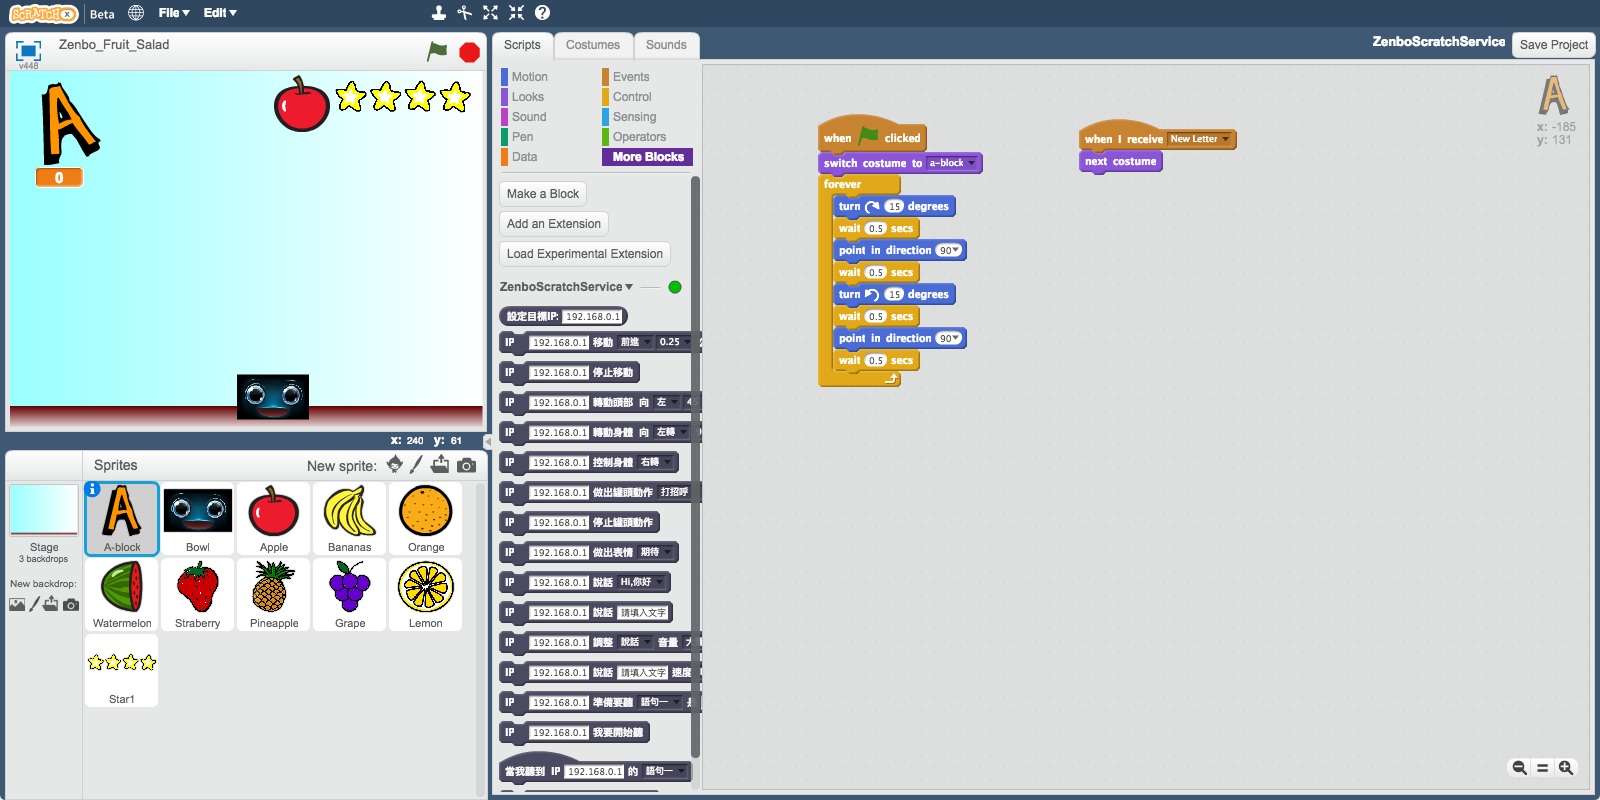 SCRATCHX Beta File Edit
Zenbo_Fruit_Salad
v448
A
0
x: 240 y: 61
Scripts Costumes Sounds
ZenboScratchService
Save Project
Motion Events
Looks Control
Sound Sensing
Pen Operators
Data More Blocks
Make a Block
Add an Extension
Load Experimental Extension
ZenboScratchService
設定目標IP: 192.168.0.1
IP 192.168.0.1 移動 前進 0.25
IP 192.168.0.1 停止移動
IP 192.168.0.1 轉動頭部 向 左
IP 192.168.0.1 轉動身體 向 左轉
IP 192.168.0.1 控制身體 右轉
IP 192.168.0.1 做出罐頭動作 打招呼
IP 192.168.0.1 停止罐頭動作
IP 192.168.0.1 做出表情 期待
IP 192.168.0.1 說話 Hi,你好
IP 192.168.0.1 說話 請填入文字
IP 192.168.0.1 調整 說話 音量
IP 192.168.0.1 說話 請填入文字 速度
IP 192.168.0.1 準備要聽 語句一
IP 192.168.0.1 我要開始聽
當我聽到 IP 192.168.0.1 的 語句一
when clicked
switch costume to a-block
forever
turn 15 degrees
wait 0.5 secs
point in direction 90
wait 0.5 secs
turn 15 degrees
wait 0.5 secs
point in direction 90
wait 0.5 secs
when I receive New Letter
next costume
A
x: -185
y: 131
Sprites New sprite:
Stage
3 backdrops
New backdrop:
A
A-block Bowl Apple Bananas Orange
Watermelon Straberry Pineapple Grape Lemon
Star1